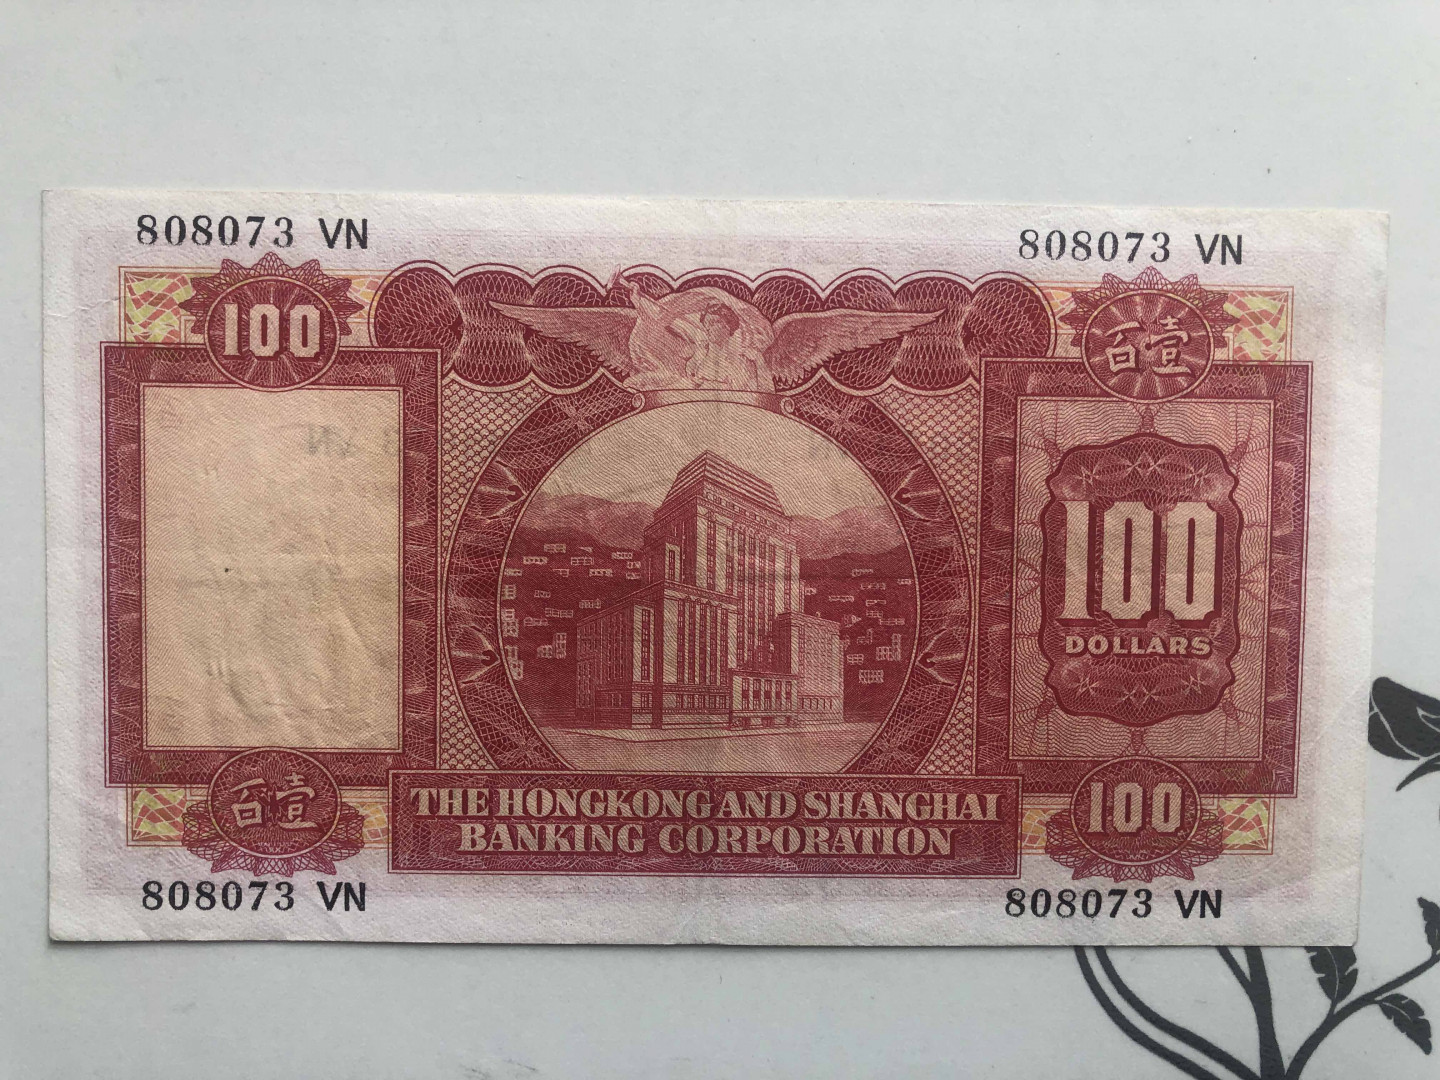 808073 VN
808073 VN
100
百壹
100
DOLLARS
百壹
THE HONGKONG AND SHANGHAI
BANKING CORPORATION
100
808073 VN
808073 VN